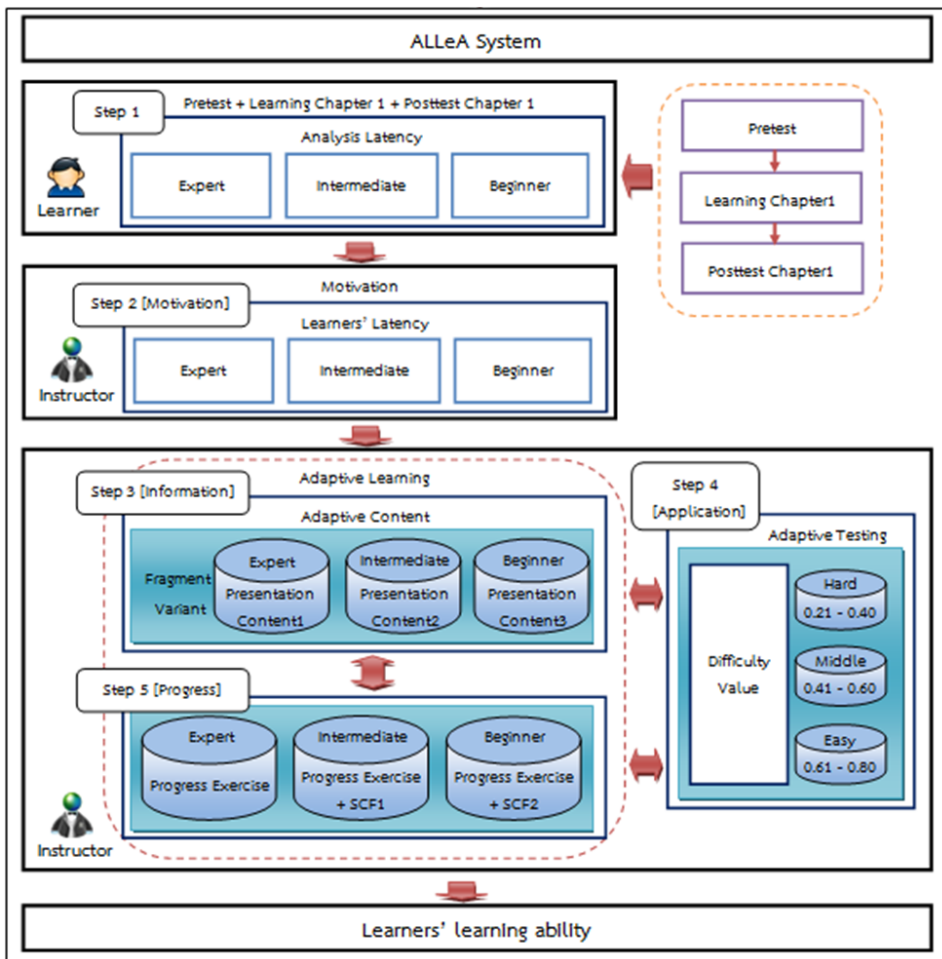 ALLeA System
Step 1
Pretest + Learning Chapter 1 + Posttest Chapter 1
Analysis Latency
Expert
Intermediate
Beginner
Learner
Pretest
Learning Chapter1
Posttest Chapter1
Step 2 [Motivation]
Motivation
Learners' Latency
Expert
Intermediate
Beginner
Instructor
Step 3 [Information]
Adaptive Learning
Adaptive Content
Fragment
Variant
Expert
Presentation
Content1
Intermediate
Presentation
Content2
Beginner
Presentation
Content3
Step 4
[Application]
Adaptive Testing
Difficulty
Value
Hard
0.21 - 0.40
Middle
0.41 - 0.60
Easy
0.61 - 0.80
Step 5 [Progress]
Expert
Progress Exercise
Intermediate
Progress Exercise
+ SCF1
Beginner
Progress Exercise
+ SCF2
Instructor
Learners' learning ability